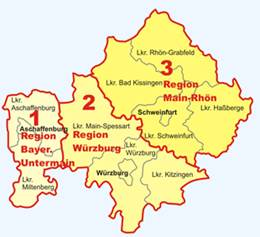 Lkr. Rhön-Grabfeld
3
Lkr. Bad Kissingen
Region
Main-Rhön
Lkr. Haßberge
Schweinfurt
Lkr. Schweinfurt
Lkr.
Aschaffenburg
1
Aschaffenburg
Region
Bayer.
Untermain
Lkr.
Miltenberg
2
Lkr. Main-Spessart
Region
Würzburg
Lkr.
Würzburg
Würzburg
Lkr. Kitzingen